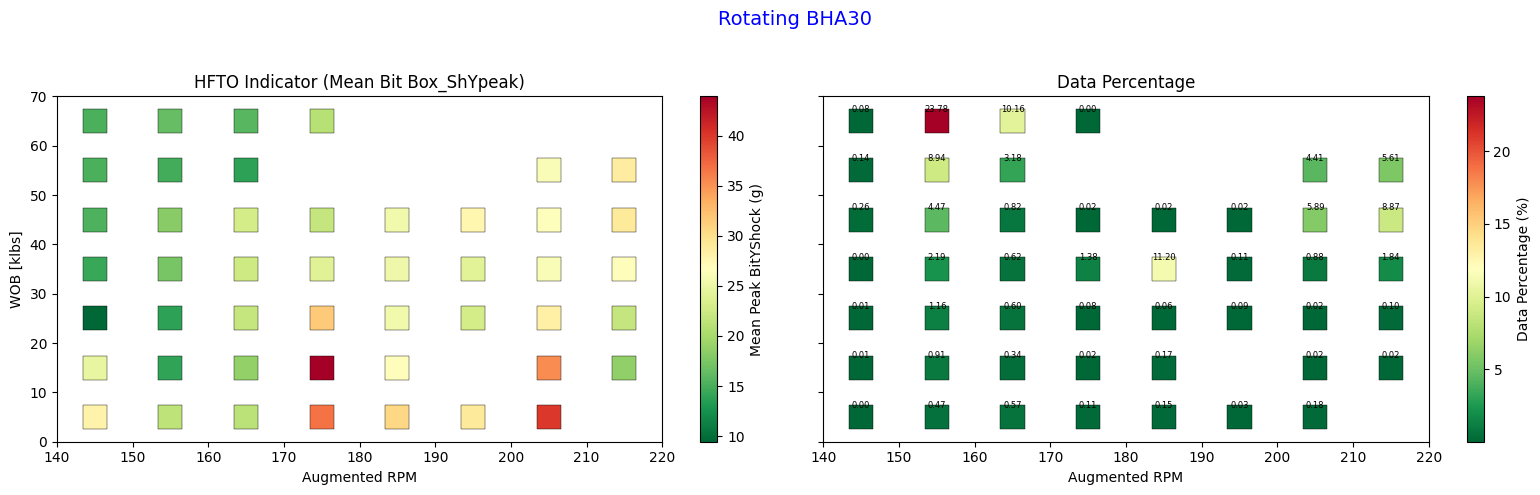 Rotating BHA30
HFTO Indicator (Mean Bit Box_ShYpeak)
WOB [klbs]
70
60
50
40
30
20
10
0
140 150 160 170 180 190 200 210 220
Augmented RPM
40
35
30
25
20
15
10
Mean Peak BitYShock (g)
Data Percentage
0.08 23.78 10.16 0.00
0.14 8.94 3.18 4.41 5.61
0.26 4.47 0.82 0.02 0.02 0.02 5.89 8.87
0.00 2.19 0.62 1.38 11.20 0.11 0.88 1.84
0.01 1.16 0.60 0.08 0.06 0.09 0.02 0.10
0.01 0.91 0.34 0.02 0.17 0.02 0.02
0.00 0.47 0.57 0.11 0.15 0.03 0.18
140 150 160 170 180 190 200 210 220
Augmented RPM
20
15
10
5
Data Percentage (%)